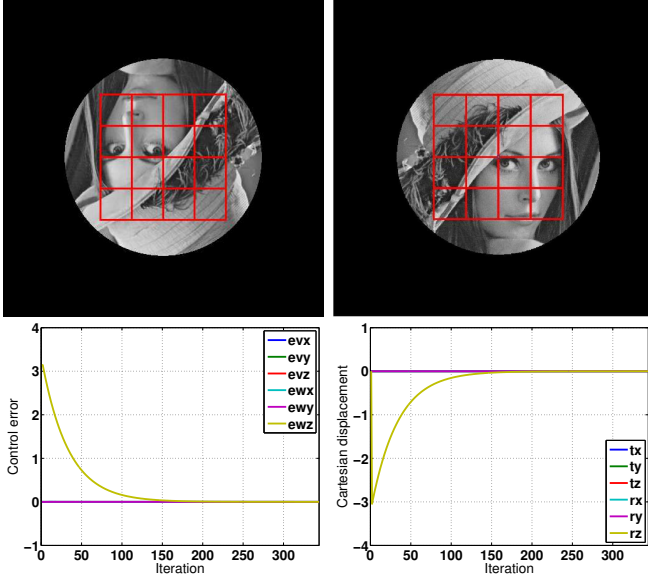 4
3
2
1
0
−1
Control error
0 50 100 150 200 250 300
Iteration
evx
evy
evz
ewx
ewy
ewz
1
0
−1
−2
−3
−4
Cartesian displacement
0 50 100 150 200 250 300
Iteration
tx
ty
tz
rx
ry
rz